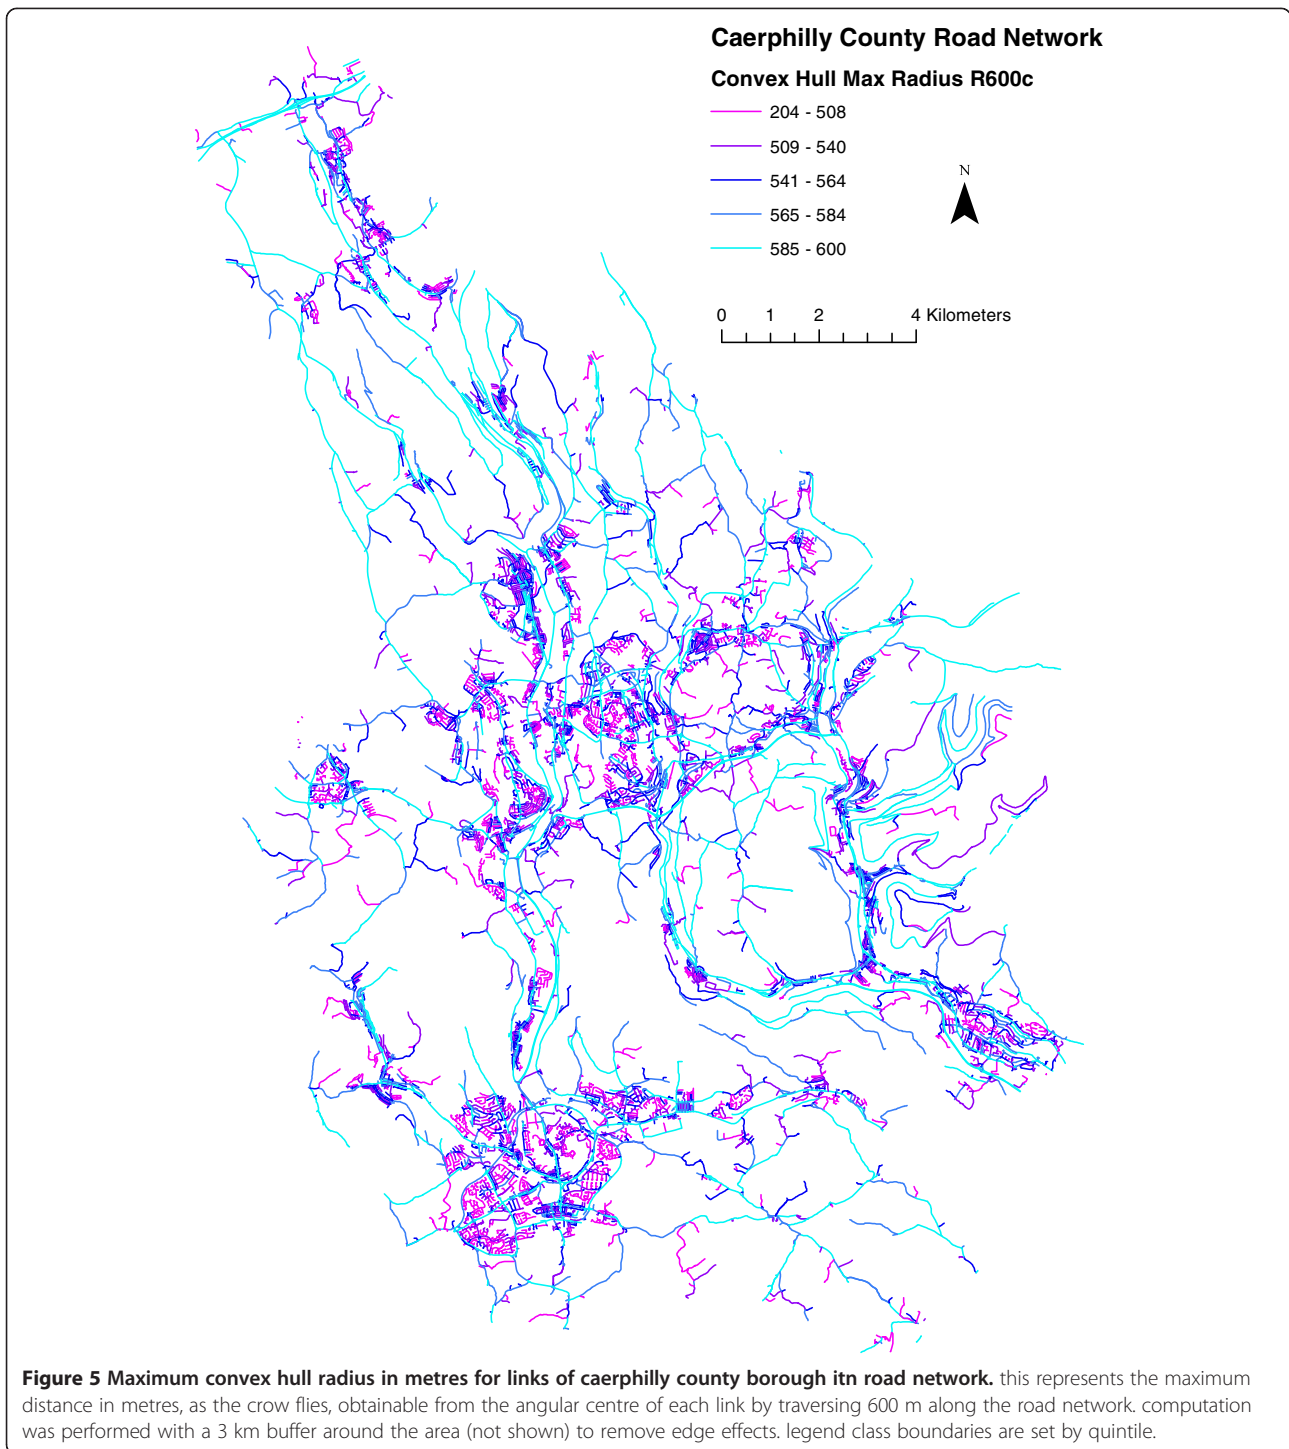 Caerphilly County Road Network
Convex Hull Max Radius R600c
204 - 508
509 - 540
541 - 564
565 - 584
585 - 600
N
0 1 2 4 Kilometers
Figure 5 Maximum convex hull radius in metres for links of caerphilly county borough itn road network. this represents the maximum
distance in metres, as the crow flies, obtainable from the angular centre of each link by traversing 600 m along the road network. computation
was performed with a 3 km buffer around the area (not shown) to remove edge effects. legend class boundaries are set by quintile.